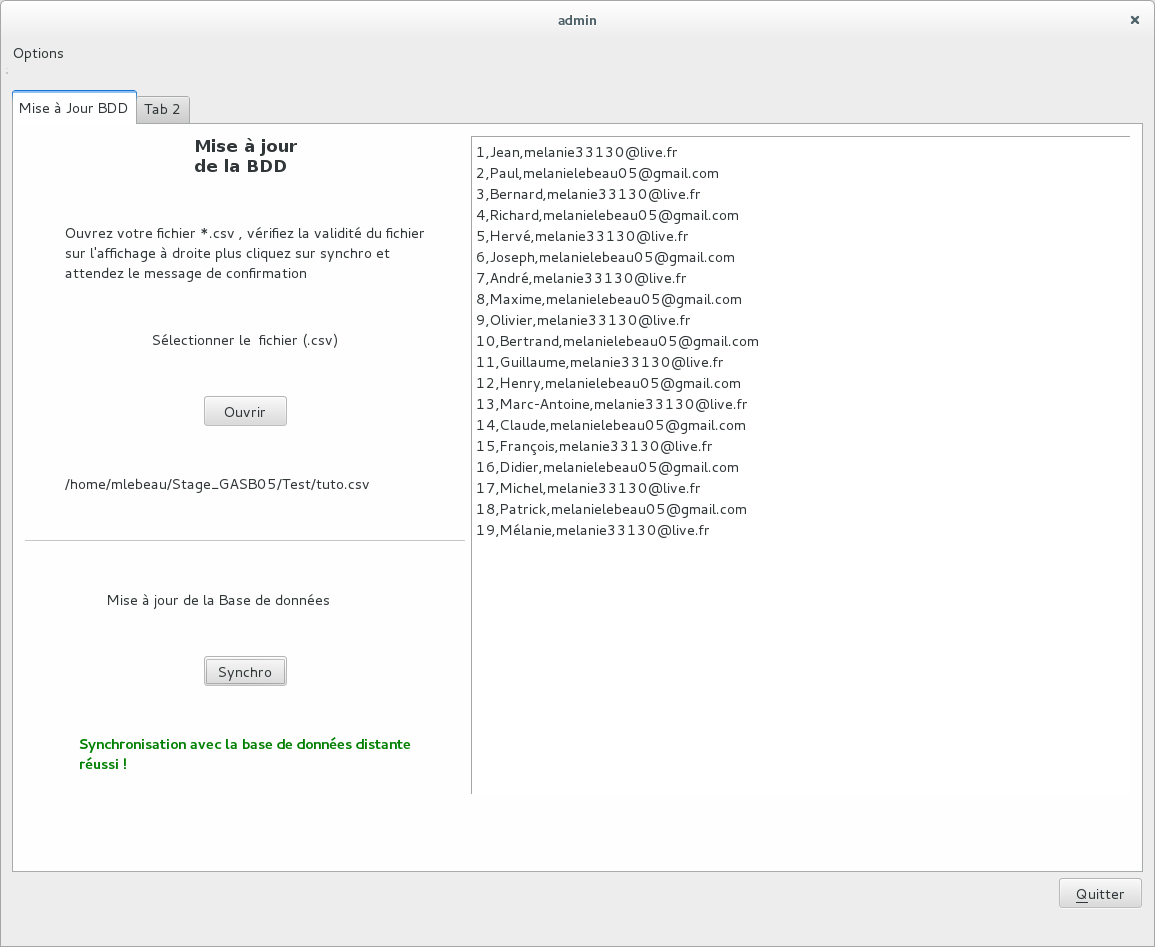 admin
Options
Mise à Jour BDD
Tab 2
Mise à jour
de la BDD
Ouvrez votre fichier *.csv , vérifiez la validité du fichier
sur l'affichage à droite plus cliquez sur synchro et
attendez le message de confirmation
Sélectionner le  fichier (.csv)
Ouvrir
/home/mlebeau/Stage_GASB05/Test/tuto.csv
Mise à jour de la Base de données
Synchro
Synchronisation avec la base de données distante
réussi !
1,Jean,melanie33130@live.fr
2,Paul,melanielebeau05@gmail.com
3,Bernard,melanie33130@live.fr
4,Richard,melanielebeau05@gmail.com
5,Hervé,melanie33130@live.fr
6,Joseph,melanielebeau05@gmail.com
7,André,melanie33130@live.fr
8,Maxime,melanielebeau05@gmail.com
9,Olivier,melanie33130@live.fr
10,Bertrand,melanielebeau05@gmail.com
11,Guillaume,melanie33130@live.fr
12,Henry,melanielebeau05@gmail.com
13,Marc-Antoine,melanie33130@live.fr
14,Claude,melanielebeau05@gmail.com
15,François,melanie33130@live.fr
16,Didier,melanielebeau05@gmail.com
17,Michel,melanie33130@live.fr
18,Patrick,melanielebeau05@gmail.com
19,Mélanie,melanie33130@live.fr
Quitter